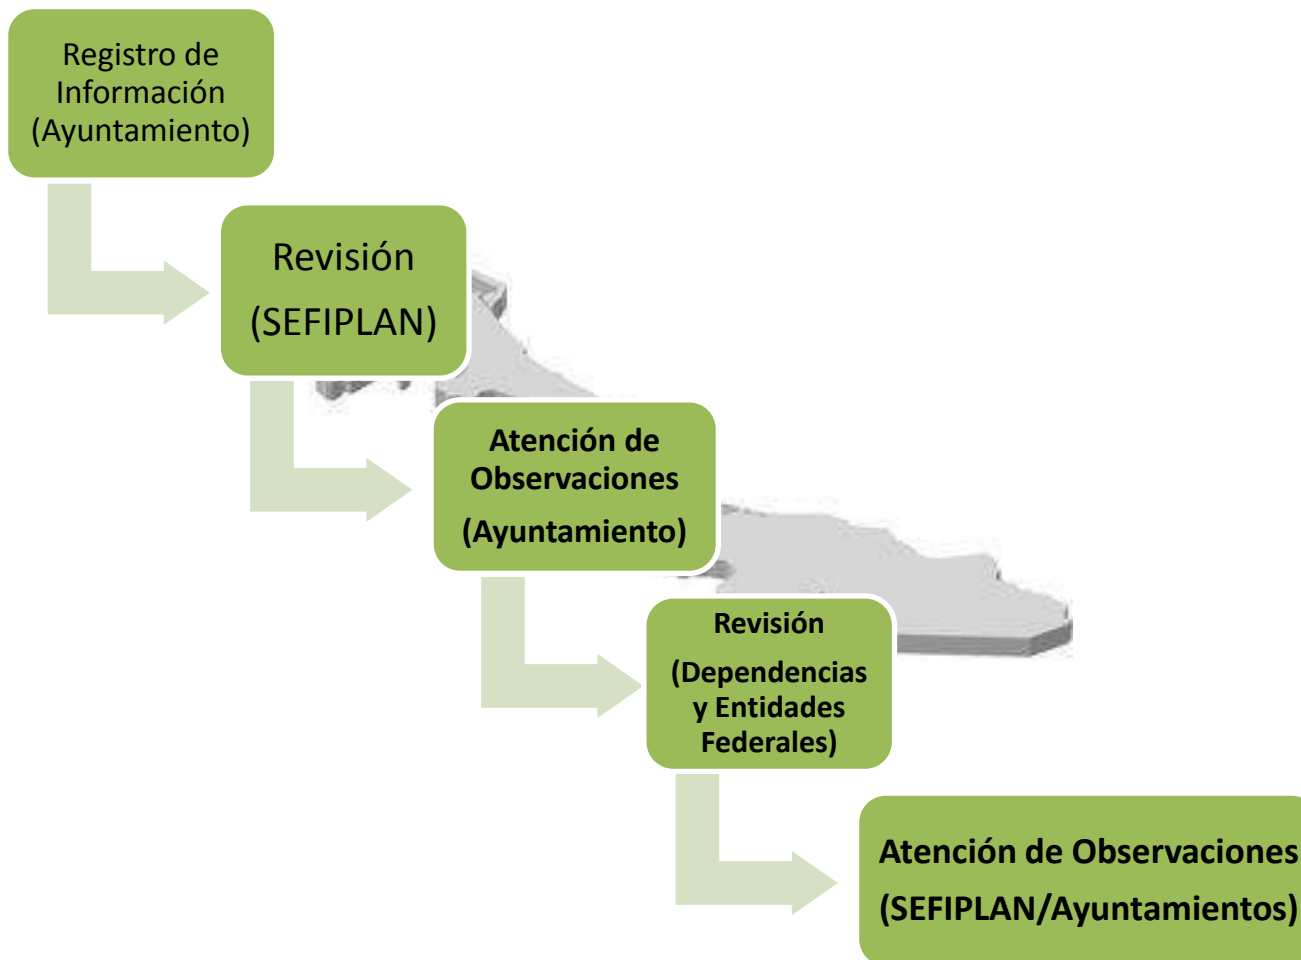 Registro de
Información
(Ayuntamiento)
Revisión
(SEFIPLAN)
Atención de
Observaciones
(Ayuntamiento)
Revisión
(Dependencias
y Entidades
Federales)
Atención de Observaciones
(SEFIPLAN/Ayuntamientos)